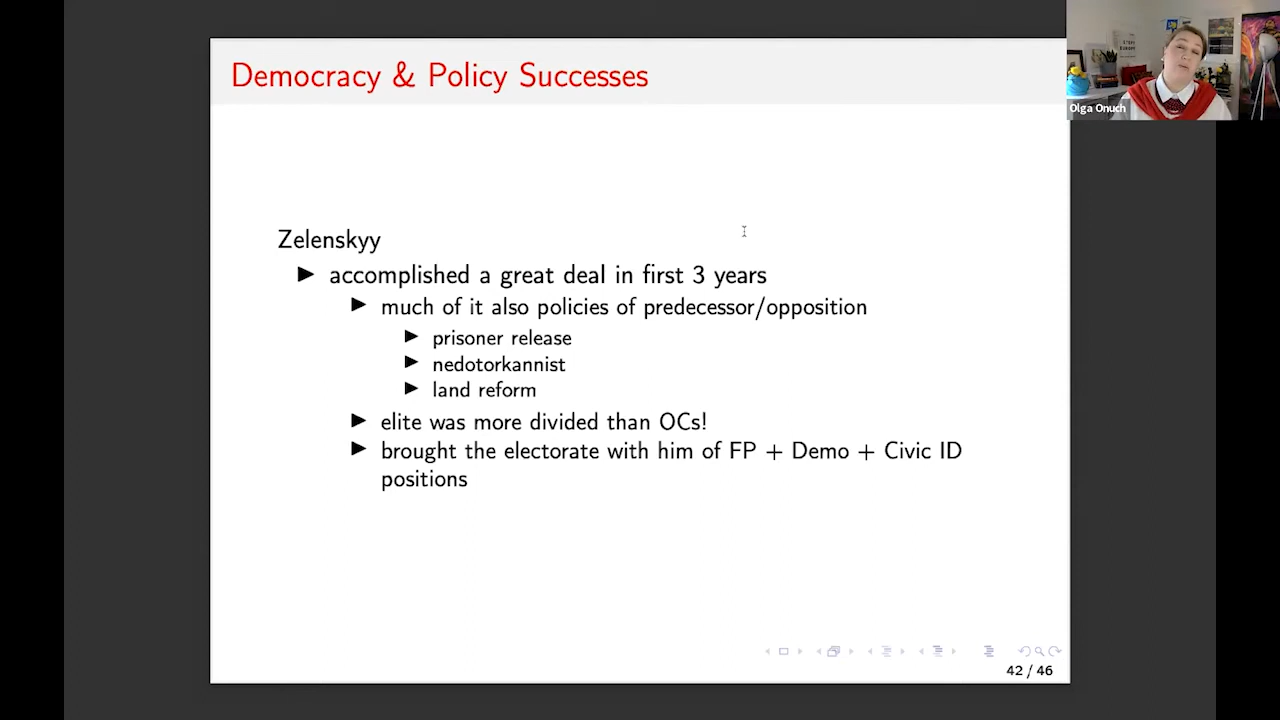 Democracy & Policy Successes
Olga Onuch
Zelenskyy
accomplished a great deal in first 3 years
much of it also policies of predecessor/opposition
prisoner release
nedotorkannist
land reform
elite was more divided than OCs!
brought the electorate with him of FP + Demo + Civic ID
positions
42 / 46